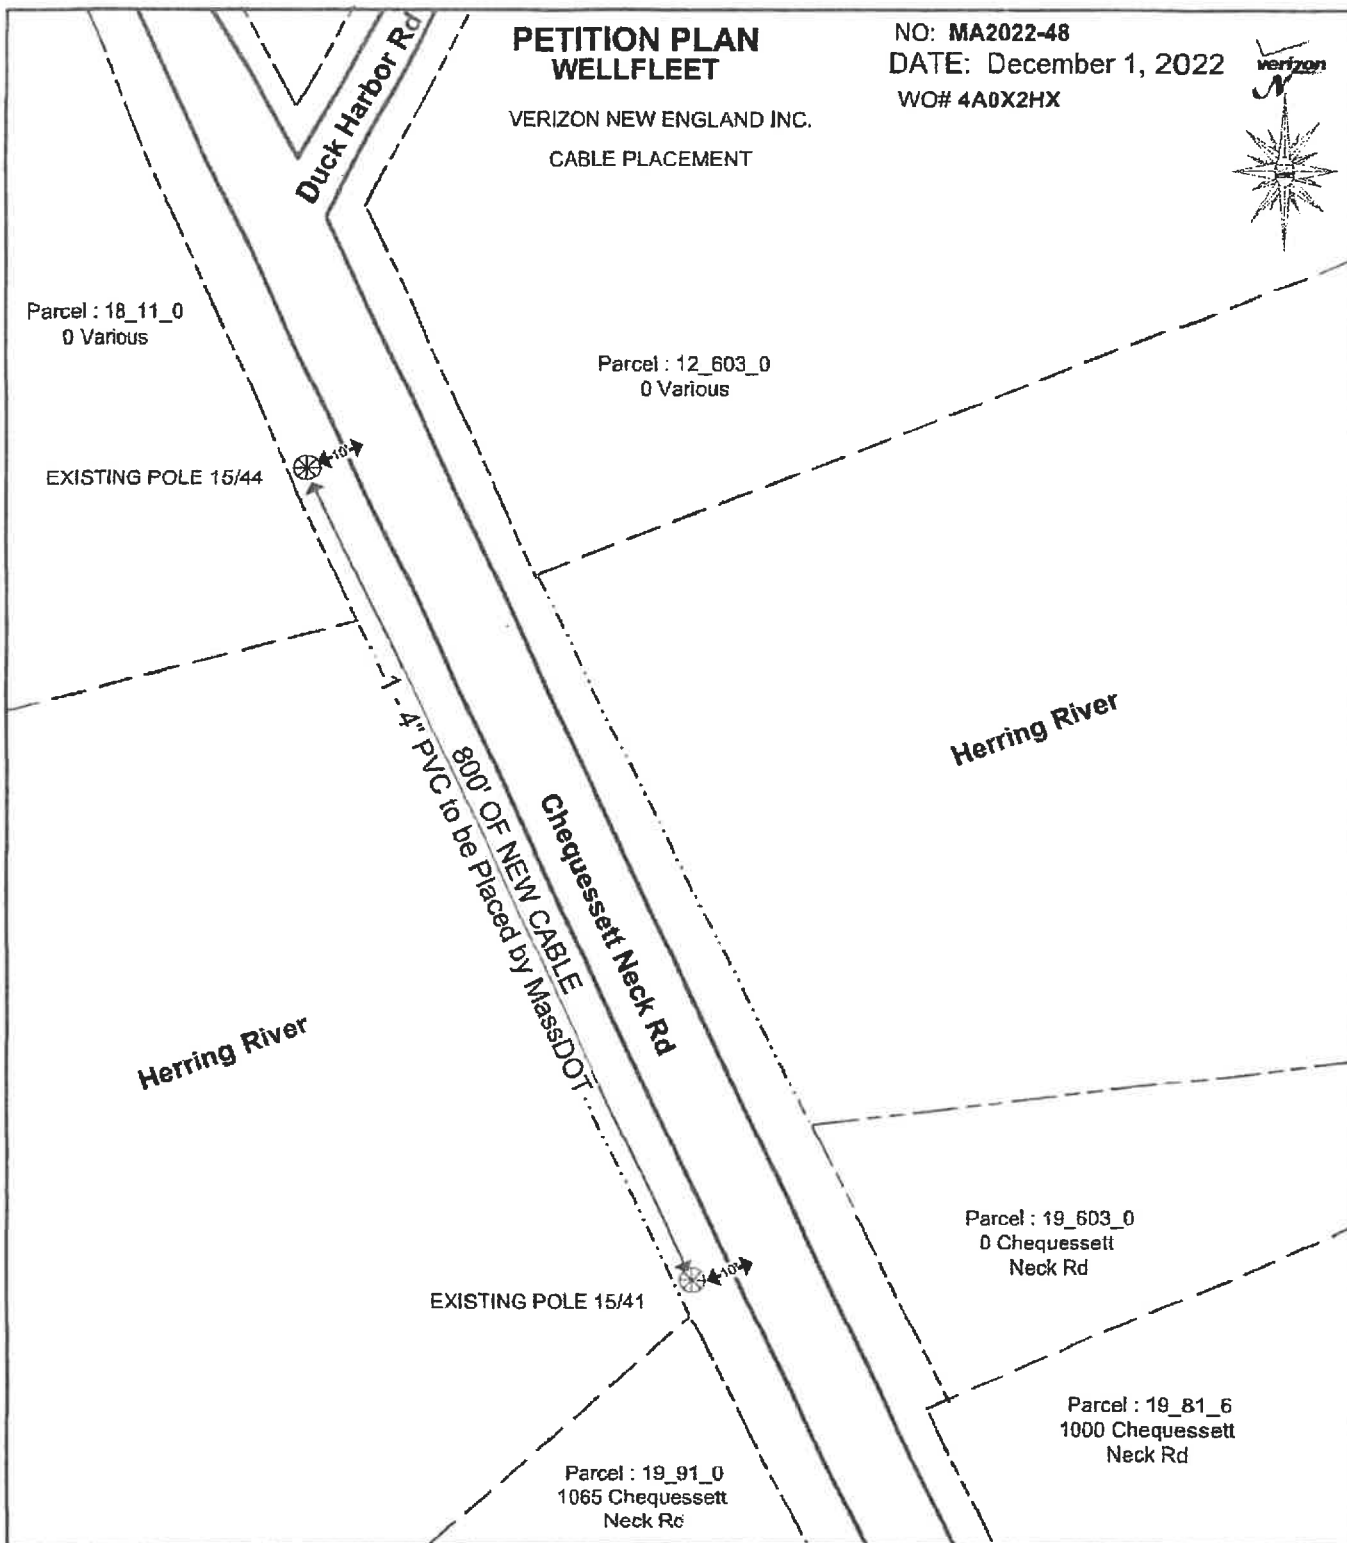 PETITION PLAN
WELLFLEET
VERIZON NEW ENGLAND INC.
CABLE PLACEMENT
NO: MA2022-48
DATE: December 1, 2022
WO# 4A0X2HX
verizon
N
Duck Harbor Rd
Parcel : 18_11_0
0 Various
Parcel : 12_603_0
0 Various
10'
EXISTING POLE 15/44
Herring River
800' OF NEW CABLE
1 - 4" PVC to be Placed by MassDOT
Chequessett Neck Rd
Herring River
Parcel : 19_603_0
0 Chequessett
Neck Rd
10'
EXISTING POLE 15/41
Parcel : 19_81_6
1000 Chequessett
Neck Rd
Parcel : 19_91_0
1065 Chequessett
Neck Rd